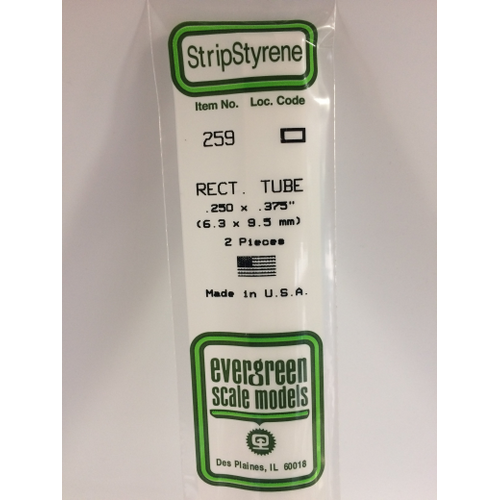 StripStyrene
Item No. Loc. Code
259
RECT. TUBE
.250 x .375"
(6.3 x 9.5 mm)
2 Pieces
Made in U.S.A.
evergreen
scale models
Des Plaines, IL 60018